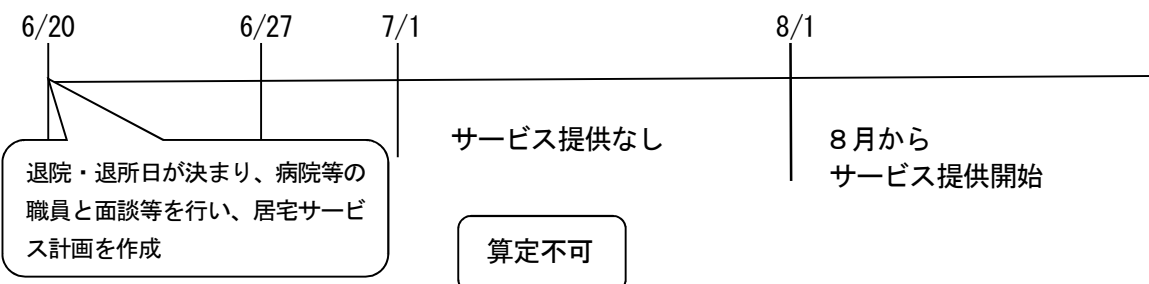 6/20 6/27 7/1 8/1
サービス提供なし
８月から
サービス提供開始
退院・退所日が決まり、病院等の
職員と面談等を行い、居宅サービ
ス計画を作成
算定不可